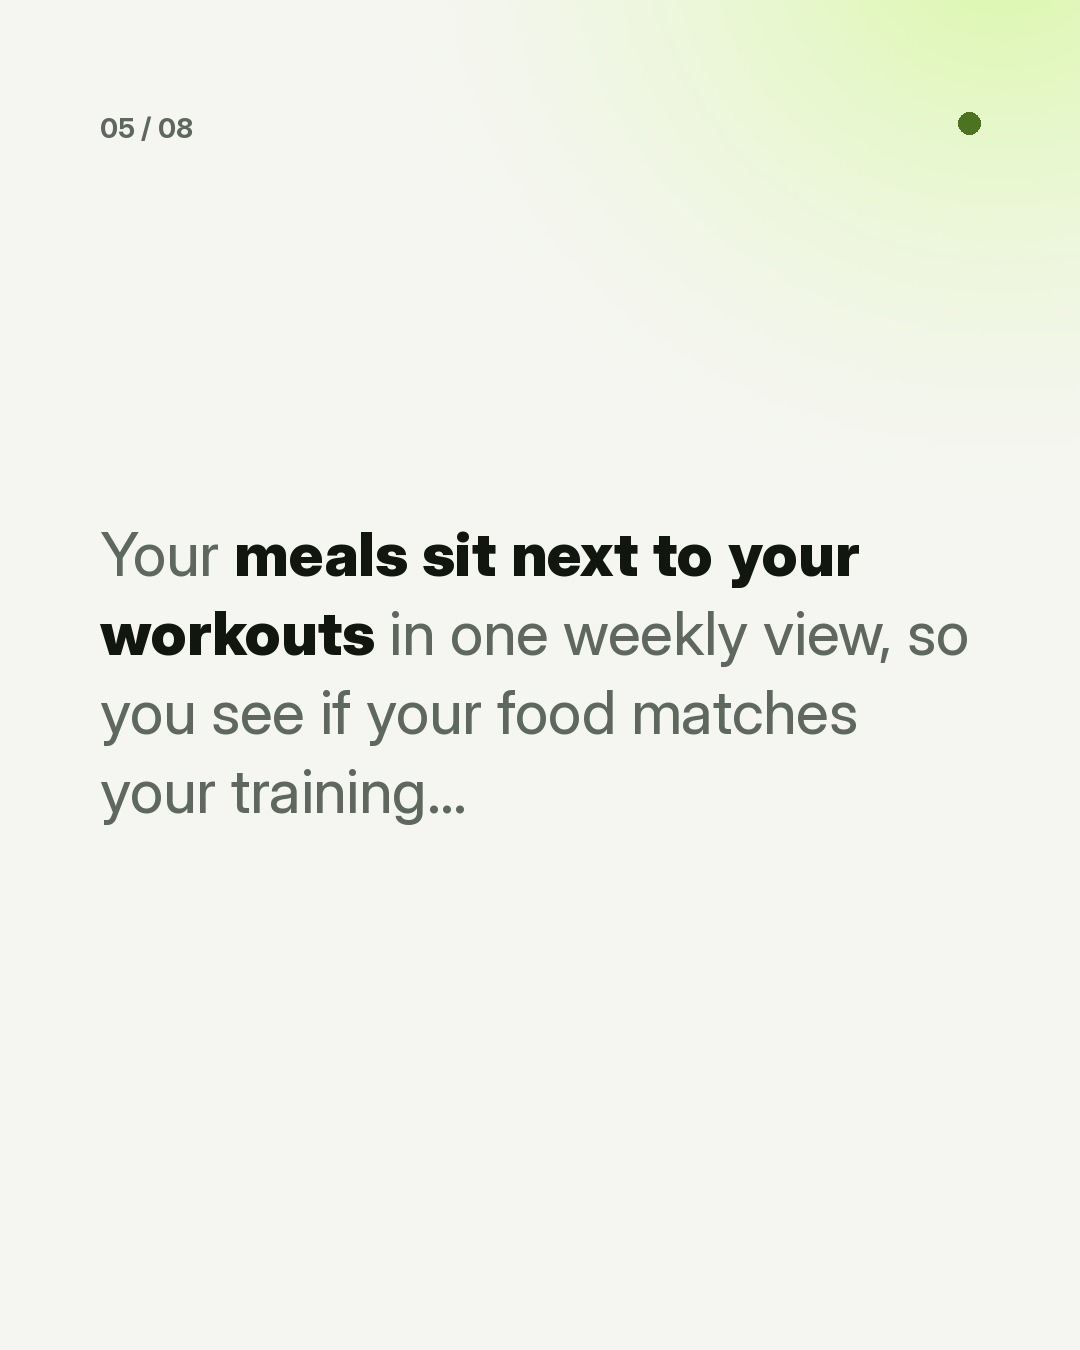 05 / 08
Your meals sit next to your
workouts in one weekly view, so
you see if your food matches
your training...